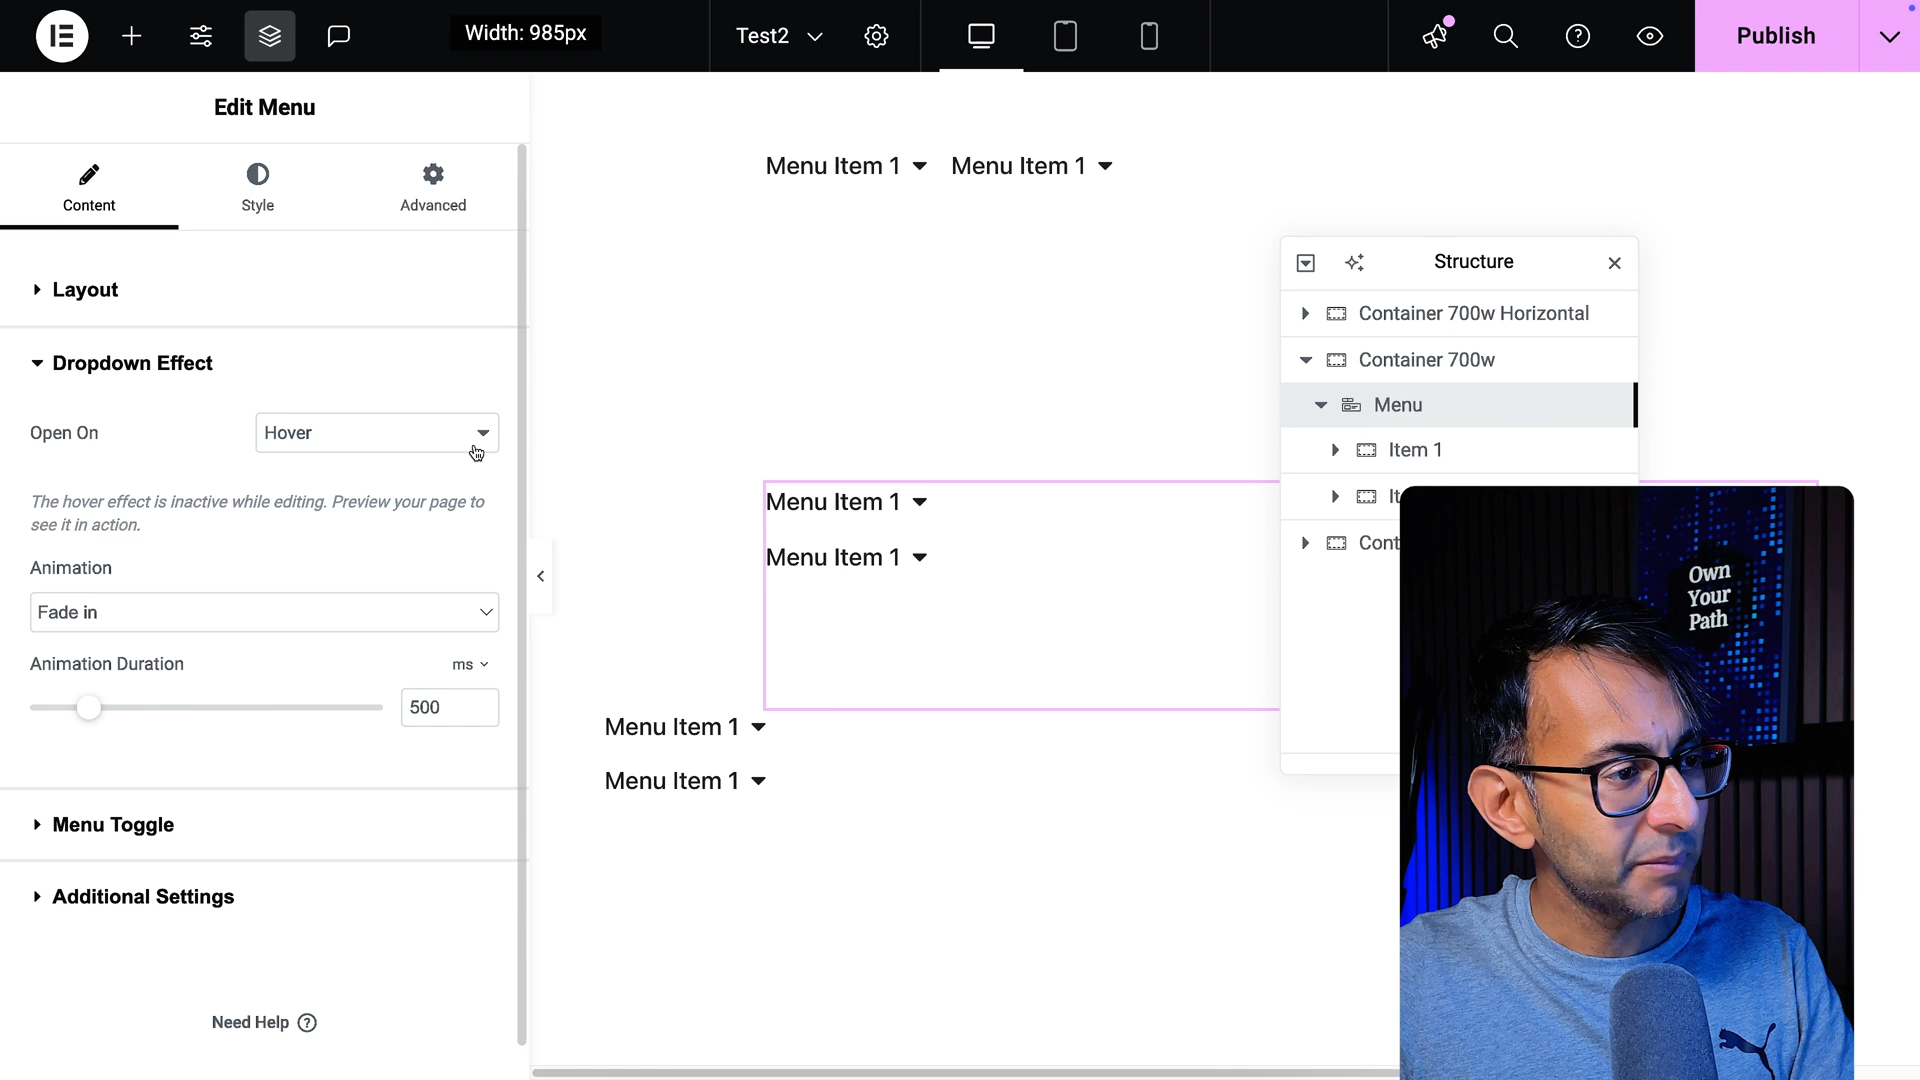 Width: 985px
Test2
Publish
Edit Menu
Content
Style
Advanced
Layout
Dropdown Effect
Open On
Hover
The hover effect is inactive while editing. Preview your page to
see it in action.
Animation
Fade in
Animation Duration
ms
500
Menu Toggle
Additional Settings
Need Help
Menu Item 1
Menu Item 1
Menu Item 1
Menu Item 1
Menu Item 1
Menu Item 1
Structure
Container 700w Horizontal
Container 700w
Menu
Item 1
It
Cont
Own
Your
Path